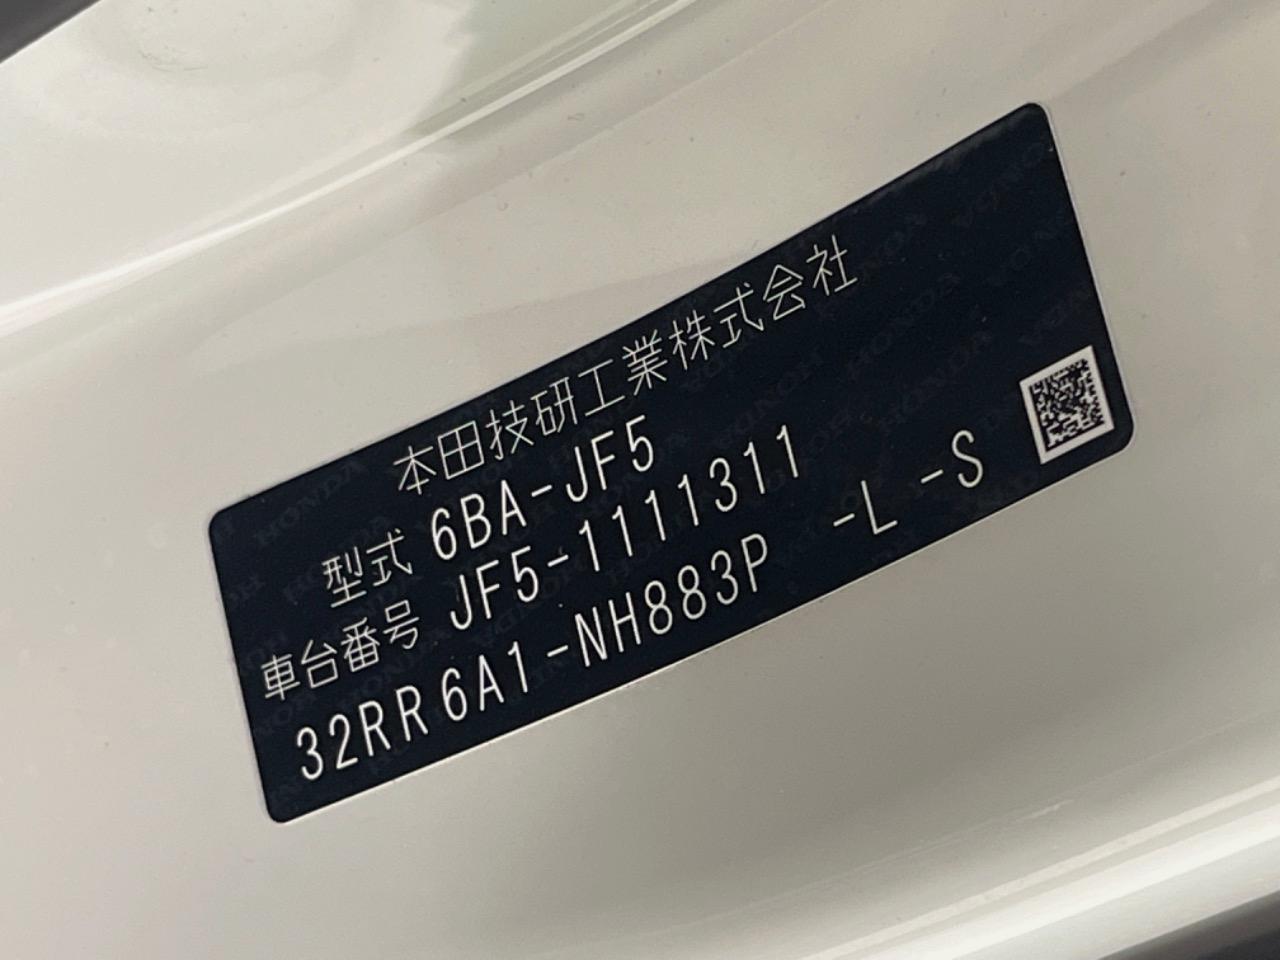 本田技研工業株式会社
型式 6BA-JF5
車台番号 JF5-1111311
32RR6A1-NH883P -L -S